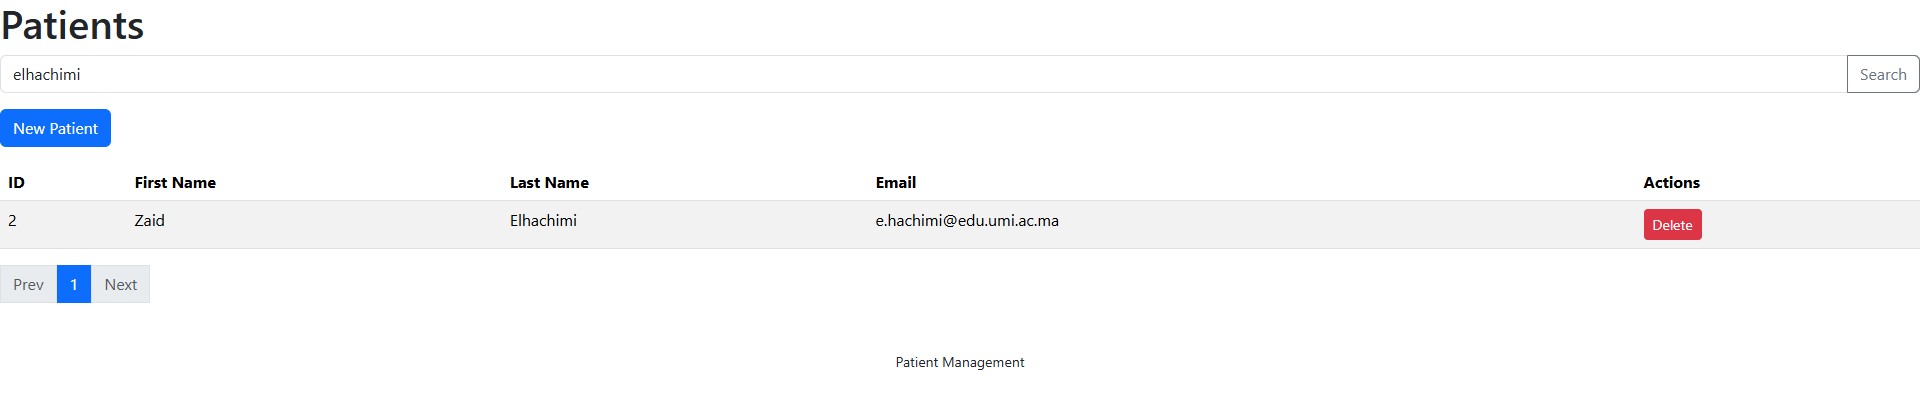 Patients
elhachimi Search
New Patient
ID First Name Last Name Email Actions
2 Zaid Elhachimi e.hachimi@edu.umi.ac.ma Delete
Prev 1 Next
Patient Management